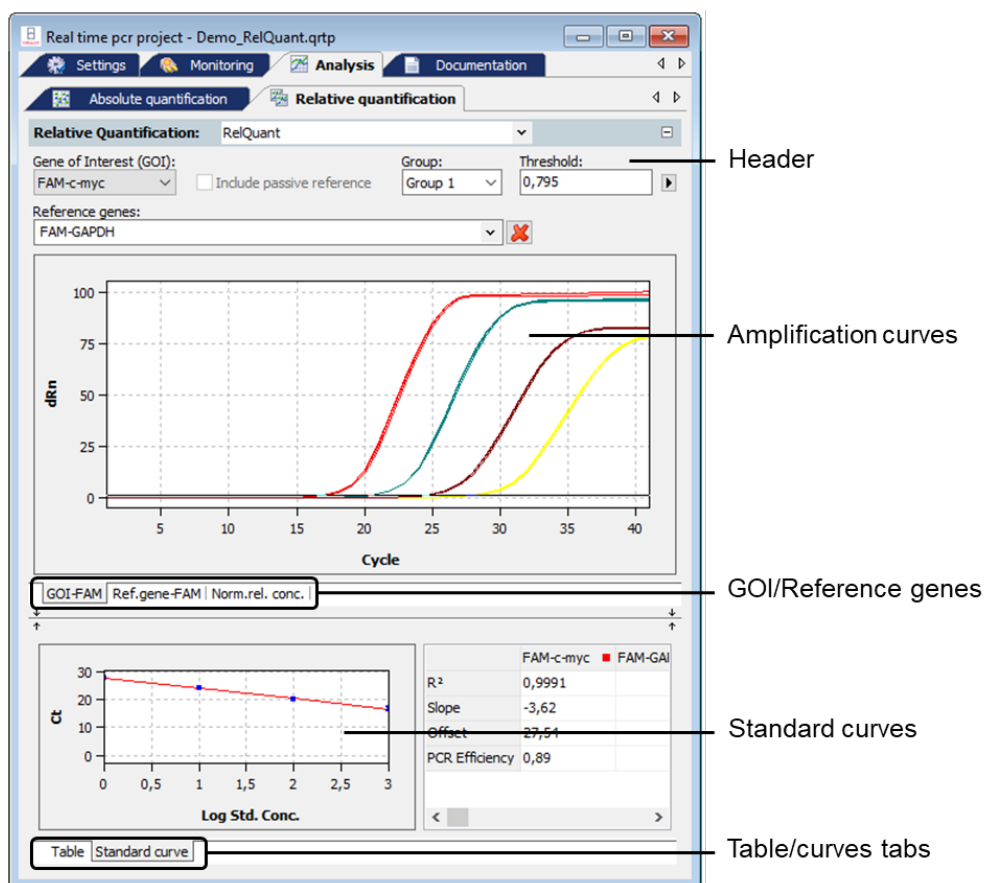 Real time pcr project - Demo_RelQuant.qrtp
Settings Monitoring Analysis Documentation
Absolute quantification Relative quantification
Relative Quantification: RelQuant
Gene of Interest (GOI): Group: Threshold:
Header
FAM-c-myc Include passive reference Group 1 0,795
Reference genes:
FAM-GAPDH
100
75
50
25
0
dRn
Amplification curves
5 10 15 20 25 30 35 40
Cycle
GOI-FAM Ref.gene-FAM Norm.rel. conc.
GOI/Reference genes
30
20
10
0
Ct
0 0,5 1 1,5 2 2,5 3
Log Std. Conc.
FAM-c-myc FAM-GAI
R² 0,9991
Slope -3,62
Offset 27,54
PCR Efficiency 0,89
Standard curves
Table Standard curve
Table/curves tabs